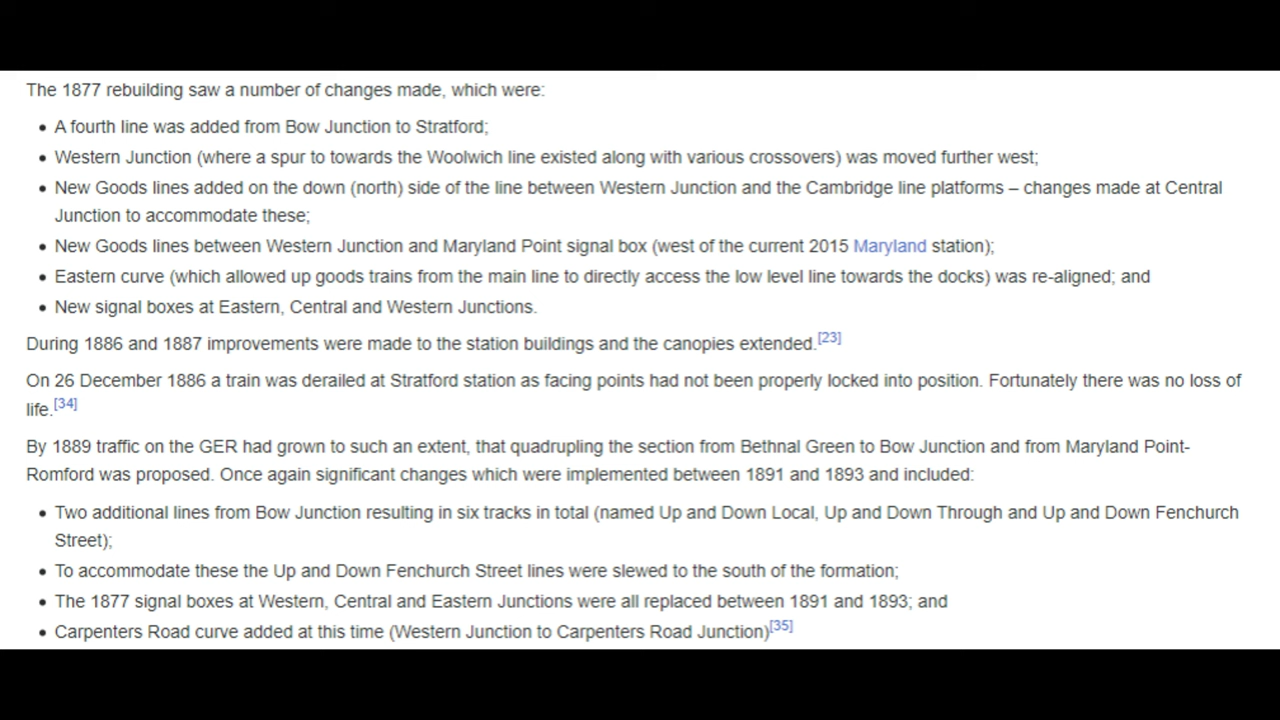 The 1877 rebuilding saw a number of changes made, which were:
• A fourth line was added from Bow Junction to Stratford;
• Western Junction (where a spur to towards the Woolwich line existed along with various crossovers) was moved further west;
• New Goods lines added on the down (north) side of the line between Western Junction and the Cambridge line platforms – changes made at Central
Junction to accommodate these;
• New Goods lines between Western Junction and Maryland Point signal box (west of the current 2015 Maryland station);
• Eastern curve (which allowed up goods trains from the main line to directly access the low level line towards the docks) was re-aligned; and
• New signal boxes at Eastern, Central and Western Junctions.
During 1886 and 1887 improvements were made to the station buildings and the canopies extended.[23]
On 26 December 1886 a train was derailed at Stratford station as facing points had not been properly locked into position. Fortunately there was no loss of
life.[34]
By 1889 traffic on the GER had grown to such an extent, that quadrupling the section from Bethnal Green to Bow Junction and from Maryland Point-
Romford was proposed. Once again significant changes which were implemented between 1891 and 1893 and included:
• Two additional lines from Bow Junction resulting in six tracks in total (named Up and Down Local, Up and Down Through and Up and Down Fenchurch
Street);
• To accommodate these the Up and Down Fenchurch Street lines were slewed to the south of the formation;
• The 1877 signal boxes at Western, Central and Eastern Junctions were all replaced between 1891 and 1893; and
• Carpenters Road curve added at this time (Western Junction to Carpenters Road Junction)[35]